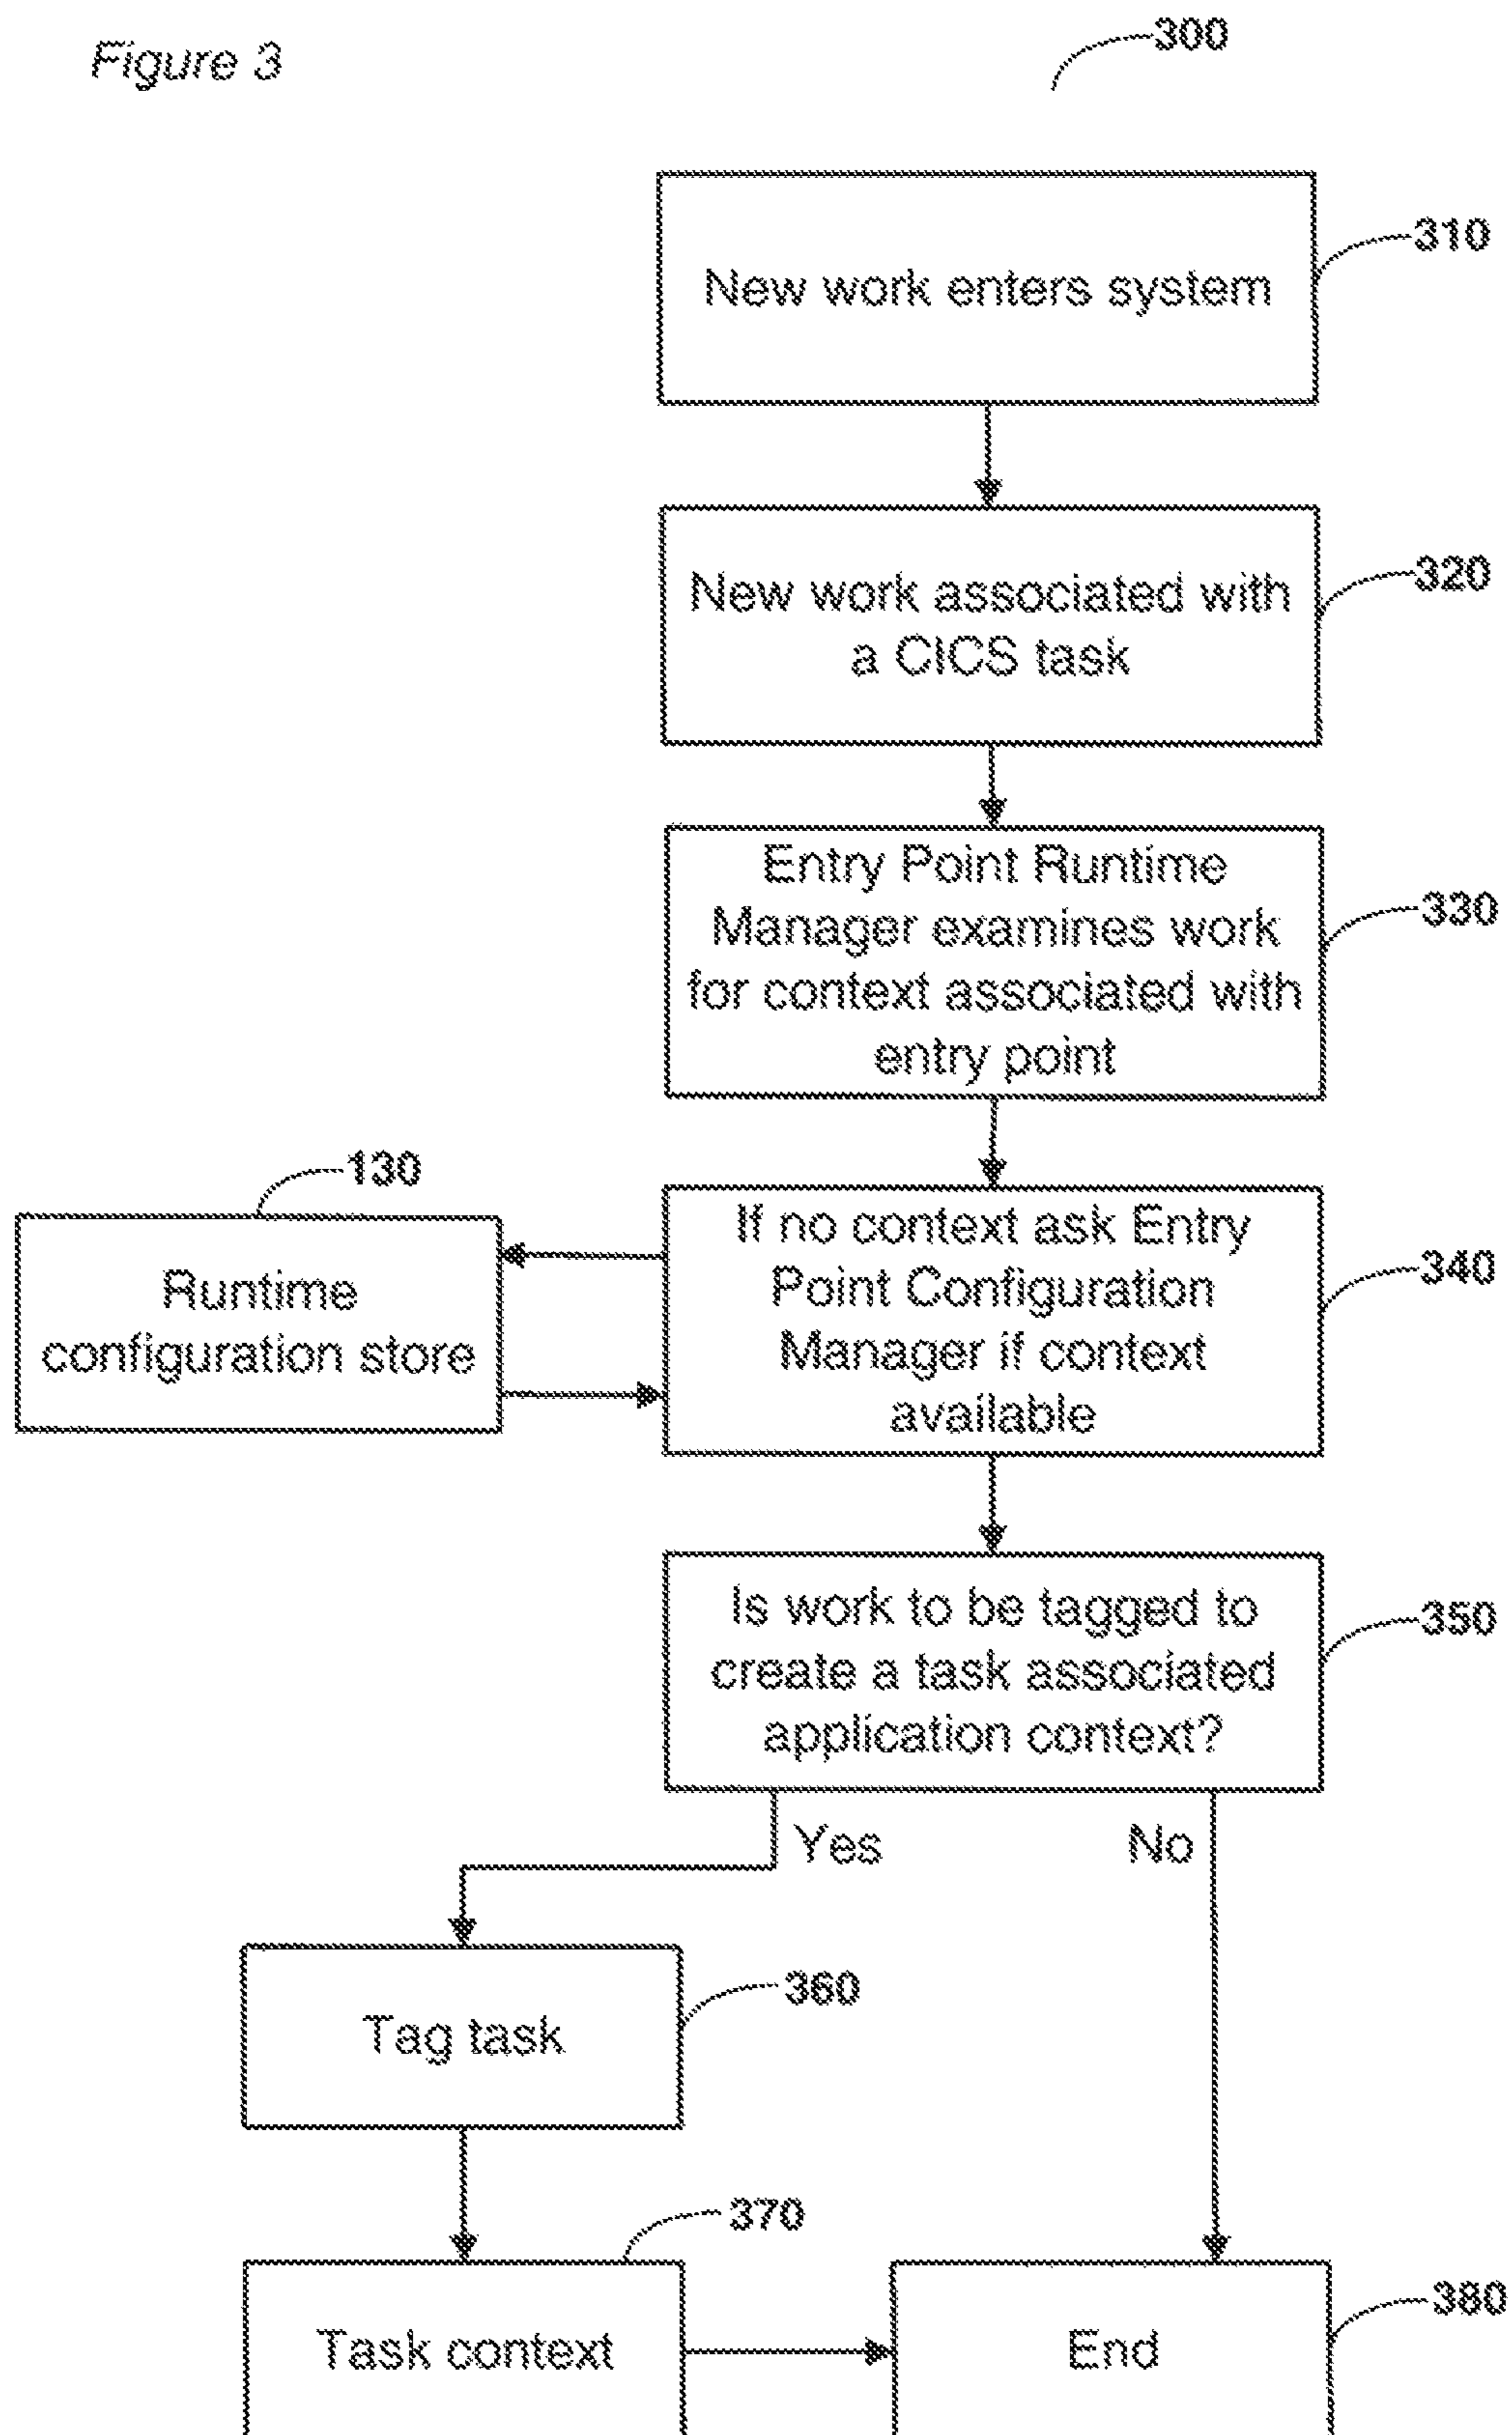 Figure 3
300
New work enters system
310
New work associated with
a CICS task
320
Entry Point Runtime
Manager examines work
for context associated with
entry point
330
130
Runtime
configuration store
If no context ask Entry
Point Configuration
Manager if context
available
340
Is work to be tagged to
create a task associated
application context?
350
Yes
No
Tag task
360
370
Task context
End
380